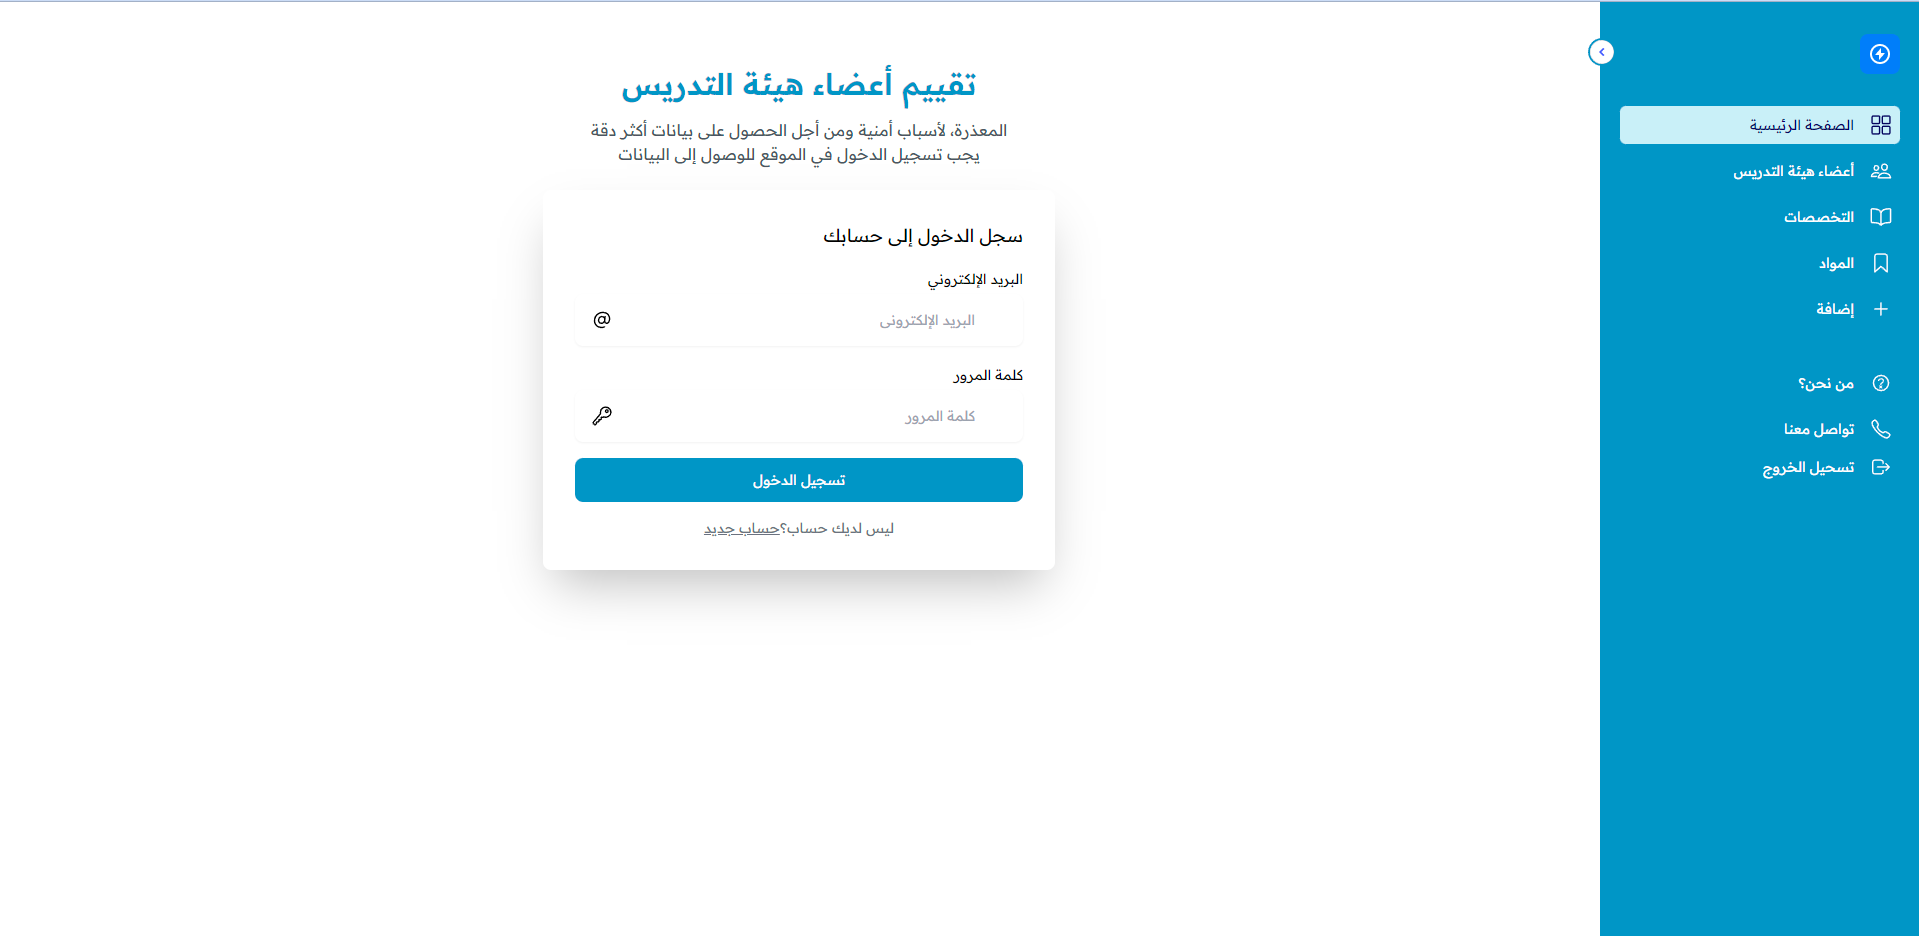 تقييم أعضاء هيئة التدريس
المعذرة، لأسباب أمنية ومن أجل الحصول على بيانات أكثر دقة
يجب تسجيل الدخول في الموقع للوصول إلى البيانات
سجل الدخول إلى حسابك
البريد الإلكتروني
البريد الإلكترونى
@
كلمة المرور
كلمة المرور
تسجيل الدخول
ليس لديك حساب؟حساب جديد
الصفحة الرئيسية
أعضاء هيئة التدريس
التخصصات
المواد
إضافة
من نحن؟
تواصل معنا
تسحيل الخروج